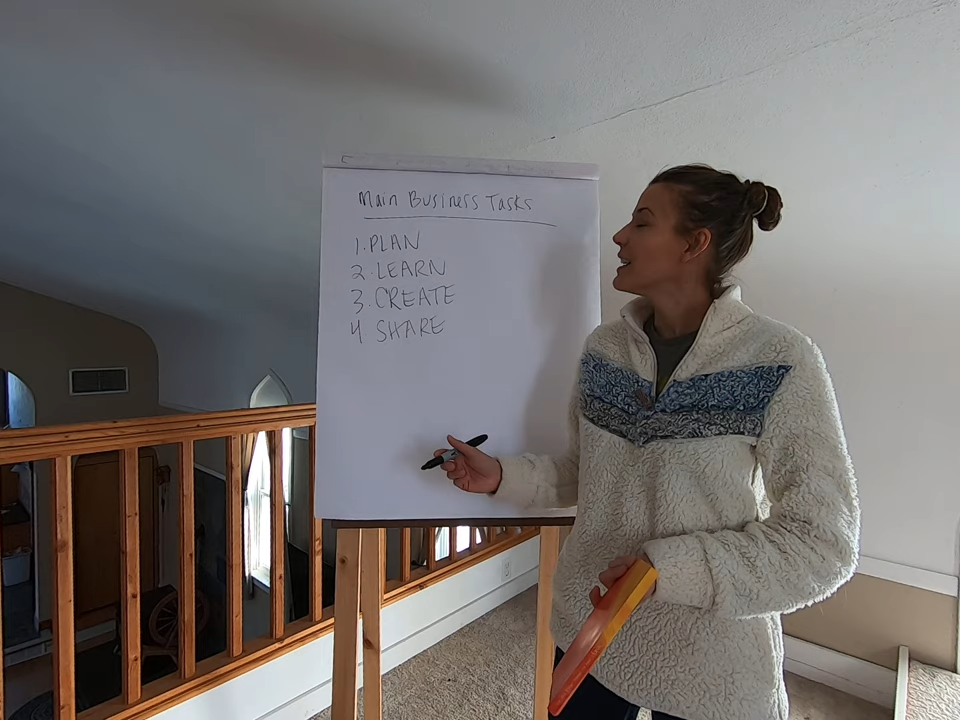 Main Business Tasks
1. PLAN
2. LEARN
3. CREATE
4 SHARE